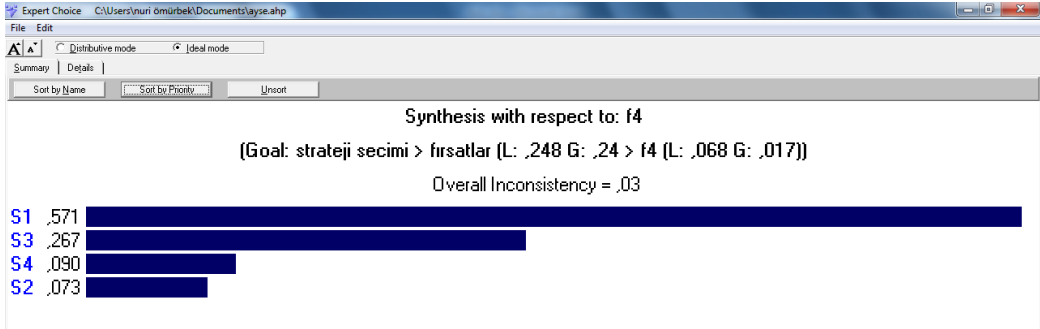 Expert Choice C:\Users\nuri ömürbek\Documents\ayse.ahp
File Edit
A A Distributive mode Ideal mode
Summary Details
Sort by Name Sort by Priority Unsort
Synthesis with respect to: f4
(Goal: strateji secimi > fırsatlar (L: ,248 G: ,24 > f4 (L: ,068 G: ,017))
Overall Inconsistency = ,03
S1 ,571
S3 ,267
S4 ,090
S2 ,073